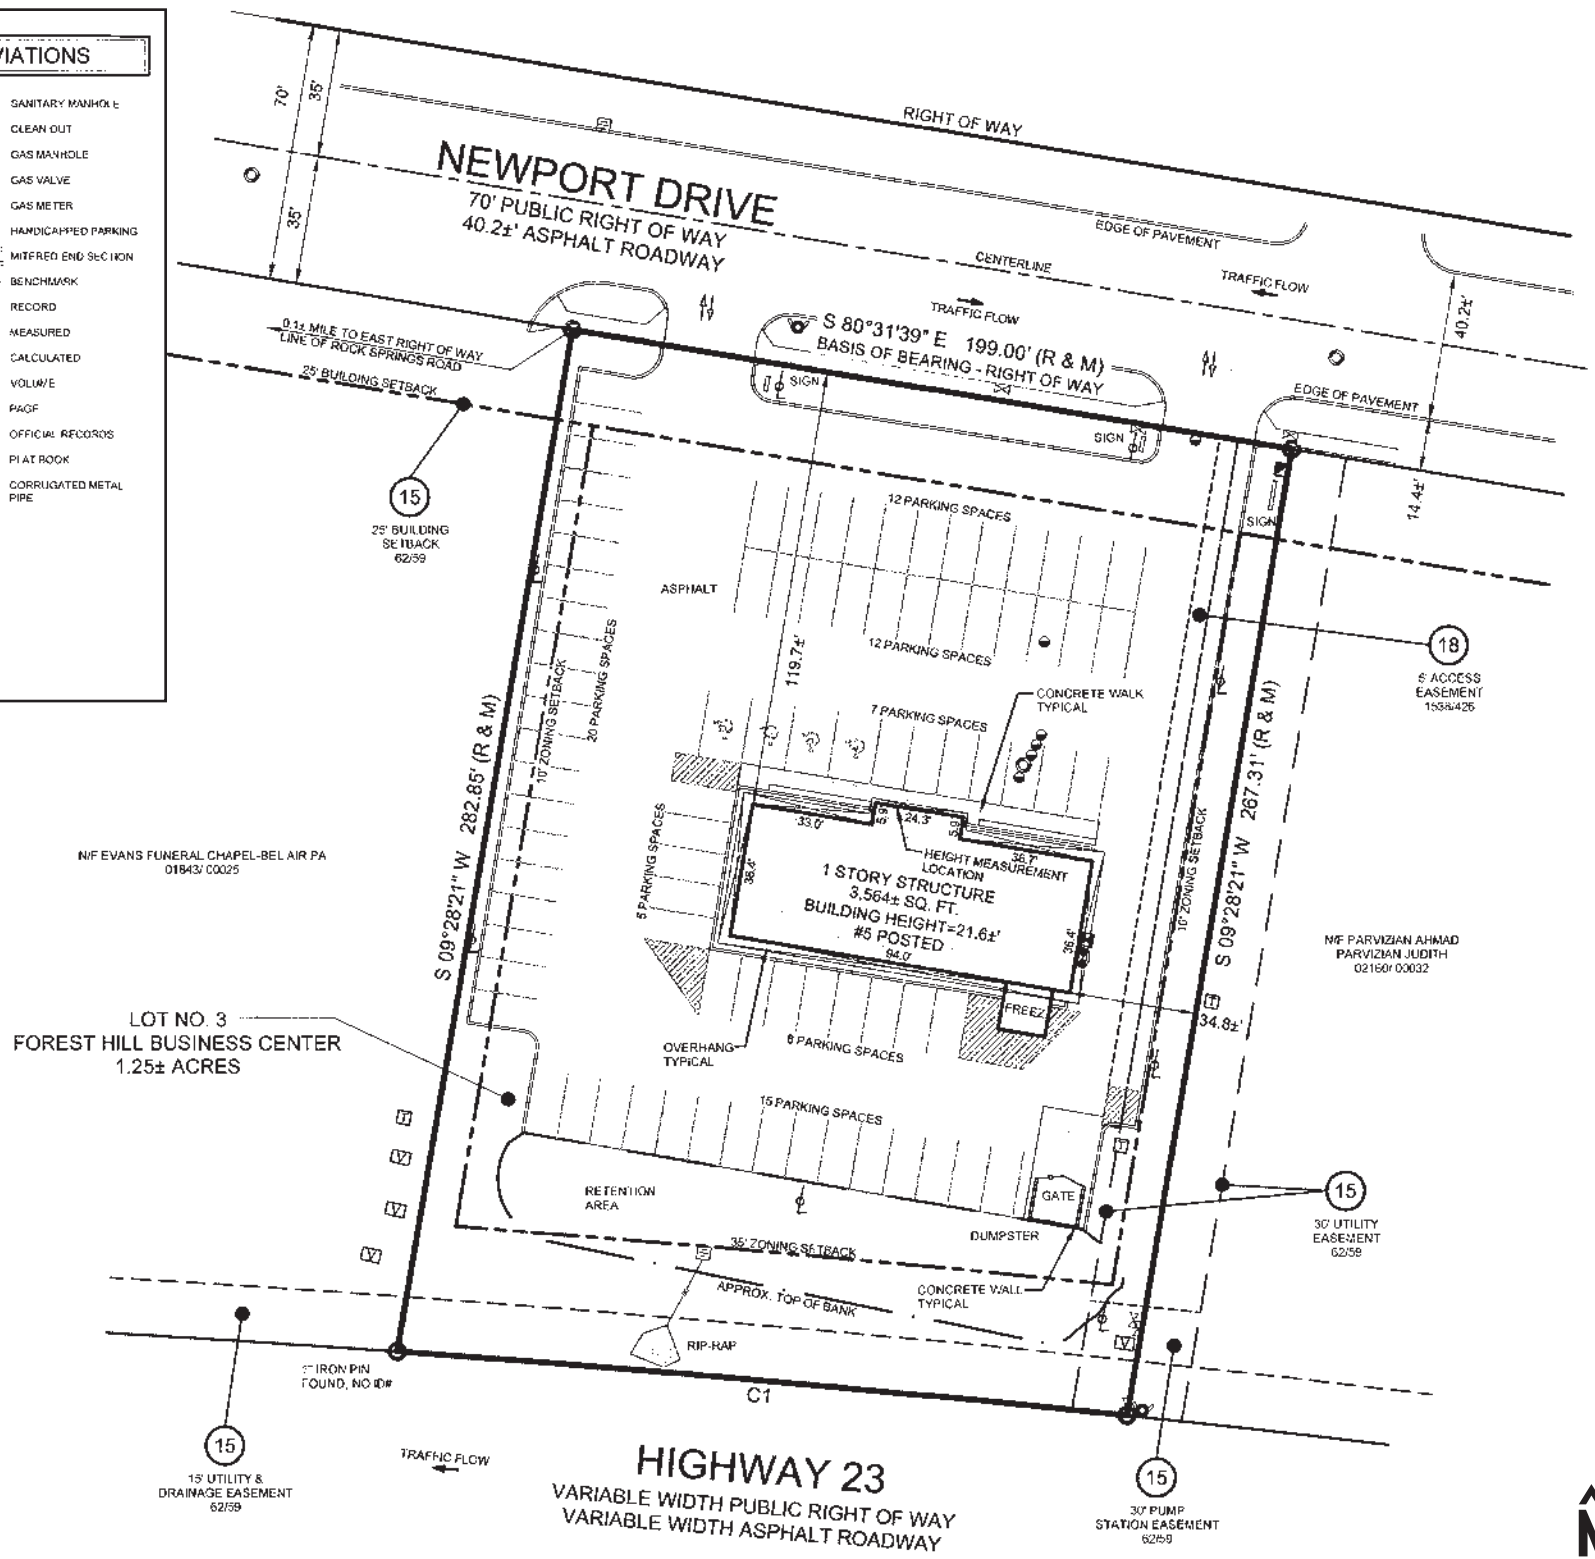 VIATIONS
SANITARY MANHOLE
CLEAN OUT
GAS MANHOLE
GAS VALVE
GAS METER
HANDICAPPED PARKING
MITERED END SECTION
BENCHMARK
RECORD
MEASURED
CALCULATED
VOLUME
PAGE
OFFICIAL RECORDS
PLAT BOOK
CORRUGATED METAL
PIPE
70'
35'
35'
RIGHT OF WAY
NEWPORT DRIVE
70' PUBLIC RIGHT OF WAY
40.2±' ASPHALT ROADWAY
EDGE OF PAVEMENT
CENTERLINE
TRAFFIC FLOW
TRAFFIC FLOW
40.2±'
0.1± MILE TO EAST RIGHT OF WAY
LINE OF ROCK SPRINGS ROAD
25' BUILDING SETBACK
S 80°31'39" E 199.00' (R & M)
BASIS OF BEARING - RIGHT OF WAY
SIGN
SIGN
EDGE OF PAVEMENT
14.4±'
SIGN
15
25' BUILDING
SETBACK
62/59
12 PARKING SPACES
ASPHALT
12 PARKING SPACES
119.7±'
20 PARKING SPACES
10' ZONING SETBACK
18
ACCESS
EASEMENT
1538/426
CONCRETE WALK
TYPICAL
7 PARKING SPACES
S 09°28'21" W 282.85' (R & M)
S 09°28'21" W 267.31' (R & M)
10' ZONING SETBACK
N/F EVANS FUNERAL CHAPEL-BEL AIR PA
01843/ 00025
5 PARKING SPACES
33.0'
5.9'
24.3'
5.9'
36.7'
HEIGHT MEASUREMENT
LOCATION
36.4'
1 STORY STRUCTURE
3,564± SQ. FT.
BUILDING HEIGHT=21.6±'
#5 POSTED
94.0'
36.4'
N/F PARVIZIAN AHMAD
PARVIZIAN JUDITH
02160/ 00032
FREEZ
34.8±'
LOT NO. 3
FOREST HILL BUSINESS CENTER
1.25± ACRES
OVERHANG
TYPICAL
PARKING SPACES
15 PARKING SPACES
T
V
V
V
T
T
V
RETENTION
AREA
GATE
DUMPSTER
15
30' UTILITY
EASEMENT
62/59
35' ZONING SETBACK
APPROX. TOP OF BANK
CONCRETE WALL
TYPICAL
RIP-RAP
IRON PIN
FOUND, NO ID#
C1
15
15' UTILITY &
DRAINAGE EASEMENT
62/59
TRAFFIC FLOW
HIGHWAY 23
VARIABLE WIDTH PUBLIC RIGHT OF WAY
VARIABLE WIDTH ASPHALT ROADWAY
15
30' PUMP
STATION EASEMENT
62/59